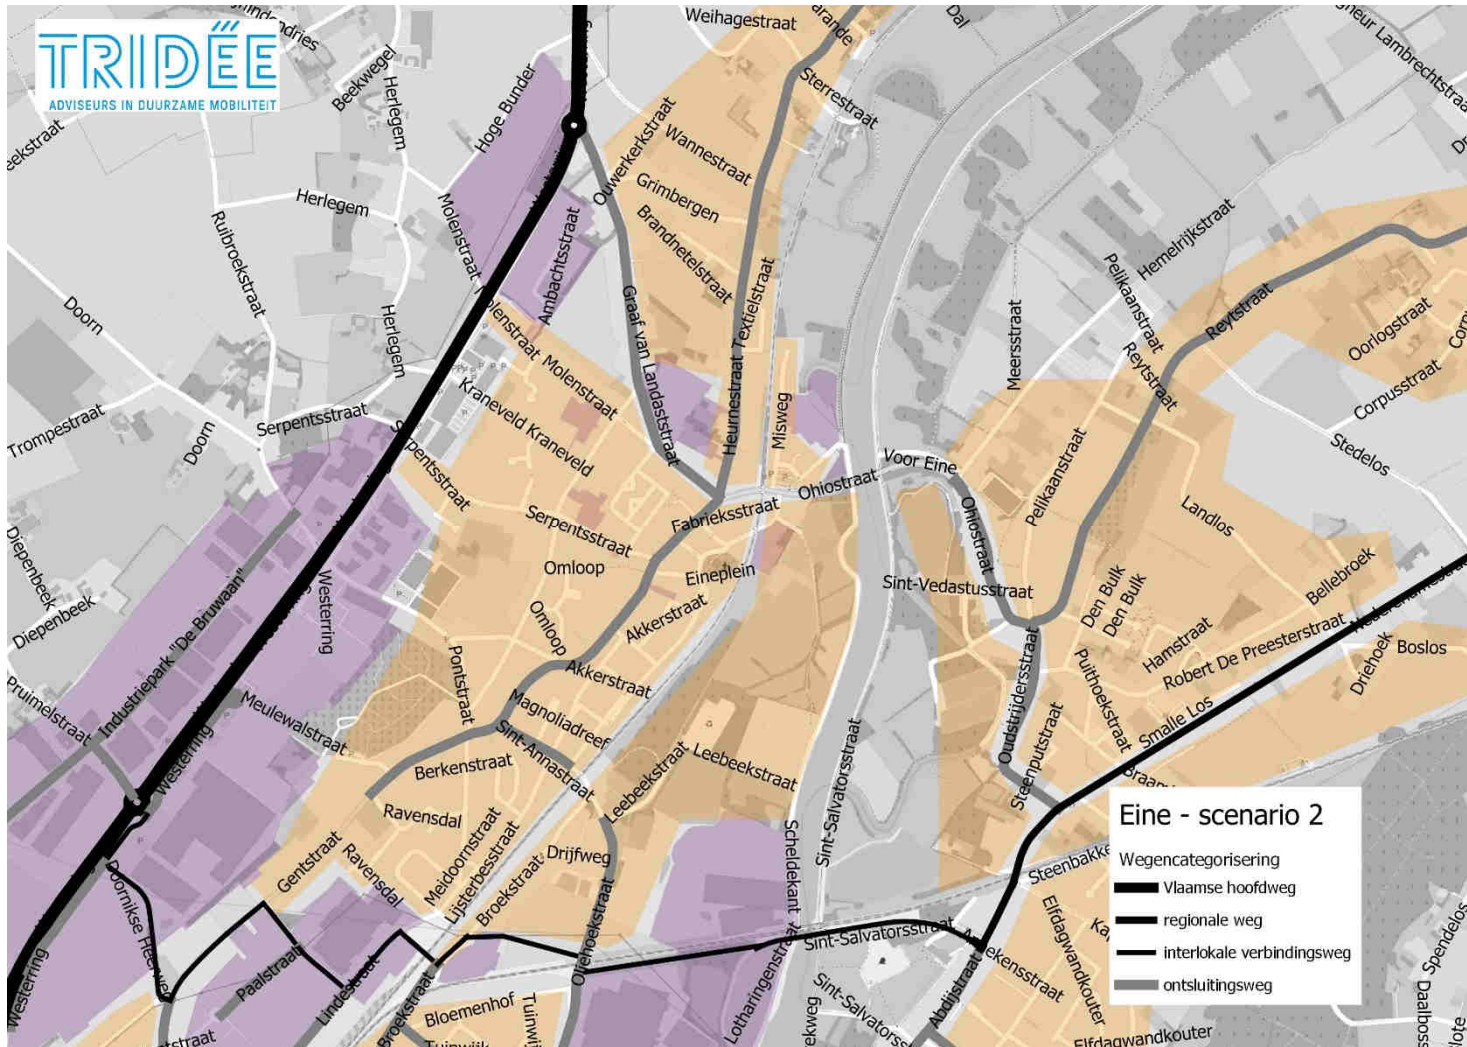 TRIDËE
ADVISEURS IN DUURZAME MOBILITEIT
Weihagestraat
Dal
Beekwegel
Herlegem
Hoge Bunder
Sterrestraat
Ouwerkerkstraat
Wannestraat
Grimbergen
Brandnetelstraat
Herlegem
Molenstraat
Ruibroekstraat
Ambachtsstraat
Hemelrijkstraat
Pelikaanstraat
Doorn
Herlegem
Molenstraat
Graaf van Landaststraat
Heurnestraat
Textielstraat
Meersstraat
Reytstraat
Reytstraat
Oorlogstraat
Corpusstraat
Trompestraat
Serpentsstraat
Doorn
Kraneveld
Kraneveld
Misweg
Serpentsstraat
Voor Eine
Ohiostraat
Pelikaanstraat
Stedelos
Landlos
Fabrieksstraat
Serpentsstraat
Omloop
Eineplein
Ohiostraat
Sint-Vedastusstraat
Den Bulk
Den Bulk
Bellebroek
Diepenbeek
Diepenbeek
Westerring
Omloop
Akkerstraat
Akkerstraat
Hamstraat
Robert De Preesterstraat
Driehoek
Boslos
Industriepark "De Bruwaan"
Pruimelstraat
Pontstraat
Meulewalstraat
Magnoliadreef
Oudstrijdersstraat
Puithoekstraat
Smalle Los
Steenputstraat
Westerring
Sint-Annastraat
Berkenstraat
Leebeekstraat
Leebeekstraat
Sint-Salvatorsstraat
Ravensdal
Gentstraat
Ravensdal
Meidoornstraat
Lijsterbesstraat
Broekstraat
Drijfweg
Scheldekant
Oljehoekstraat
Sint-Salvatorsstraat
Elfdagwandkouter
Westerring
Paalstraat
Lindestraat
Broekstraat
Bloemenhof
Lotharingenstraat
Sint-Salvatorsstraat
Abdijstraat
Elfdagwandkouter
Spendelos
Eine - scenario 2
Wegencategorisering
Vlaamse hoofdweg
regionale weg
interlokale verbindingsweg
ontsluitingsweg